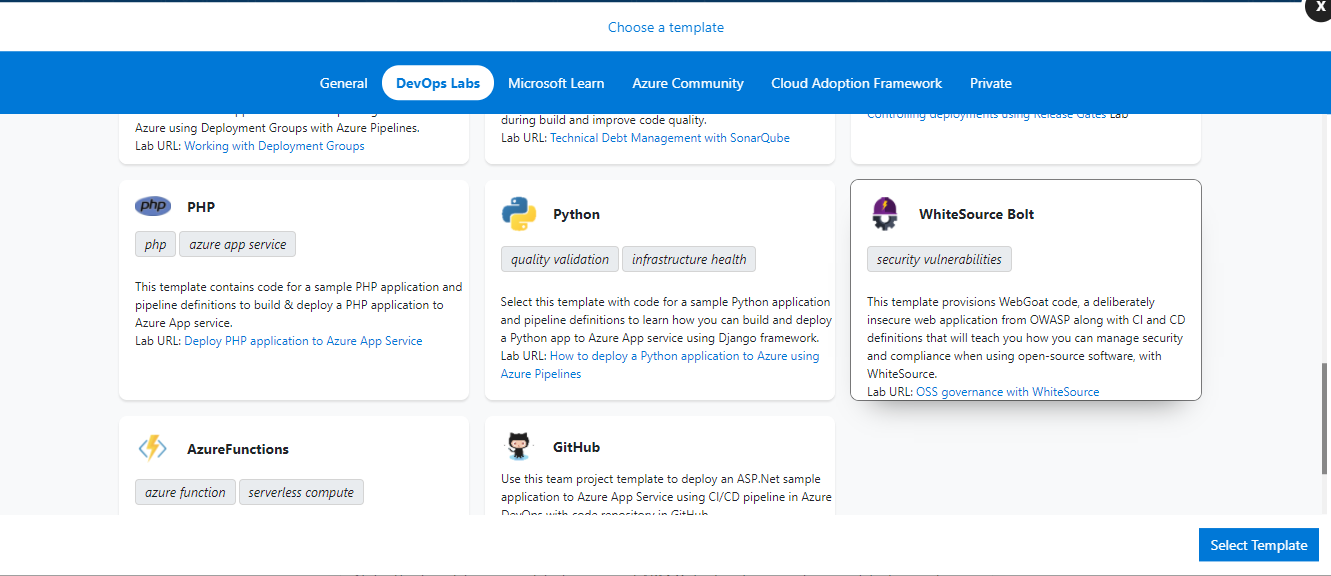 X
Choose a template
General
DevOps Labs
Microsoft Learn
Azure Community
Cloud Adoption Framework
Private
Azure using Deployment Groups with Azure Pipelines.
Lab URL: Working with Deployment Groups
during build and improve code quality.
Lab URL: Technical Debt Management with SonarQube
Controlling deployments using Release Gates Lab
php
PHP
php
azure app service
This template contains code for a sample PHP application and
pipeline definitions to build & deploy a PHP application to
Azure App service.
Lab URL: Deploy PHP application to Azure App Service
Python
quality validation
infrastructure health
Select this template with code for a sample Python application
and pipeline definitions to learn how you can build and deploy
a Python app to Azure App service using Django framework.
Lab URL: How to deploy a Python application to Azure using
Azure Pipelines
WhiteSource Bolt
security vulnerabilities
This template provisions WebGoat code, a deliberately
insecure web application from OWASP along with CI and CD
definitions that will teach you how you can manage security
and compliance when using open-source software, with
WhiteSource.
Lab URL: OSS governance with WhiteSource
AzureFunctions
azure function
serverless compute
GitHub
Use this team project template to deploy an ASP.Net sample
application to Azure App Service using CI/CD pipeline in Azure
DevOps with code repository in GitHub
Select Template